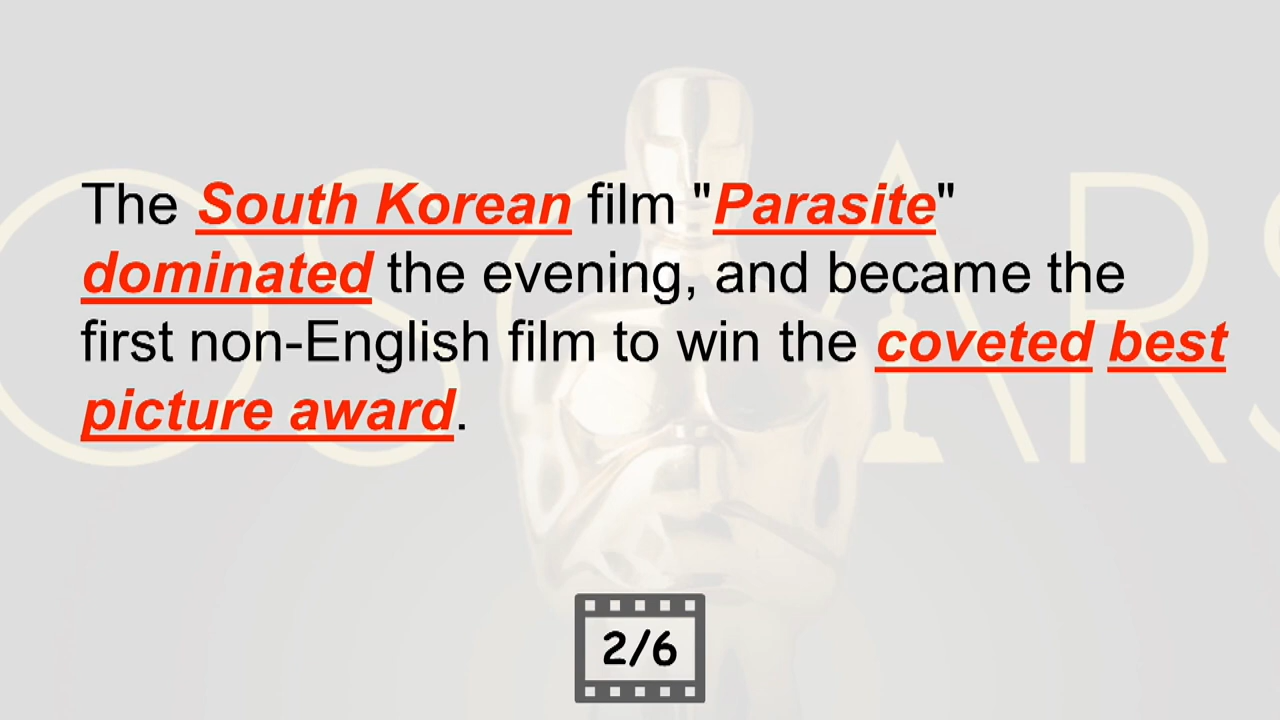 OSCARS
The South Korean film "Parasite"
dominated the evening, and became the
first non-English film to win the coveted best
picture award.
2/6